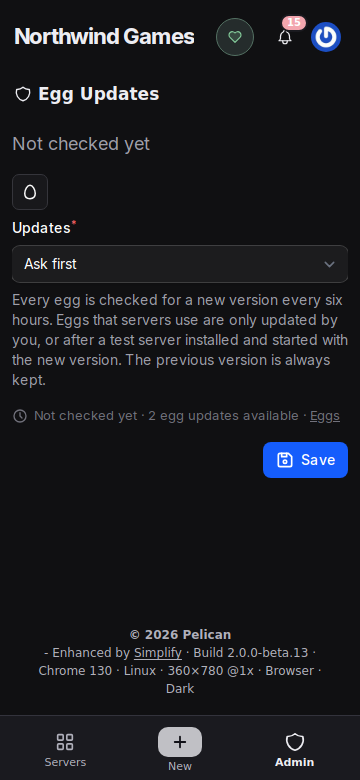 Northwind Games
15
Egg Updates
Not checked yet
Updates*
Ask first
Every egg is checked for a new version every six
hours. Eggs that servers use are only updated by
you, or after a test server installed and started with
the new version. The previous version is always
kept.
Not checked yet · 2 egg updates available · Eggs
Save
© 2026 Pelican
- Enhanced by Simplify · Build 2.0.0-beta.13 ·
Chrome 130 · Linux · 360×780 @1x · Browser ·
Dark
Servers
New
Admin